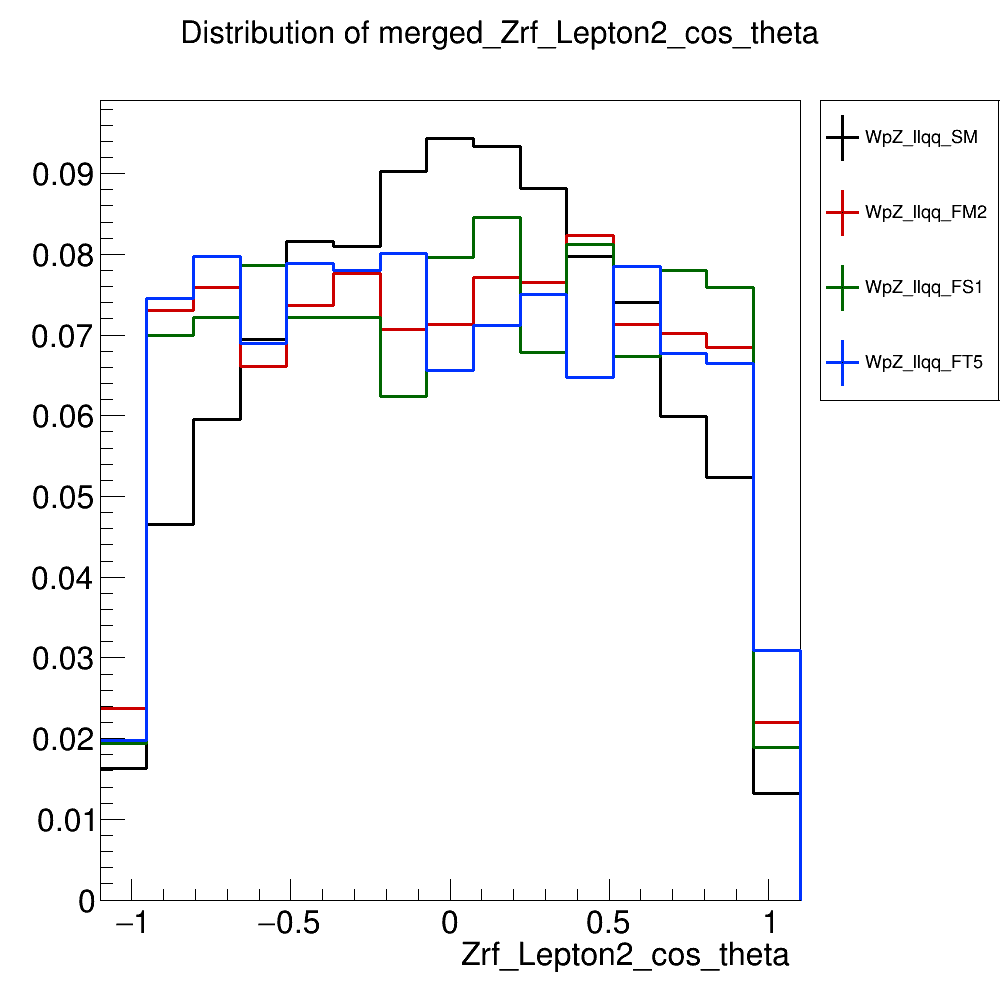 Distribution of merged_Zrf_Lepton2_cos_theta
WpZ_llqq_SM
WpZ_llqq_FM2
WpZ_llqq_FS1
WpZ_llqq_FT5
0.09
0.08
0.07
0.06
0.05
0.04
0.03
0.02
0.01
0
−1
−0.5
0
0.5
1
Zrf_Lepton2_cos_theta